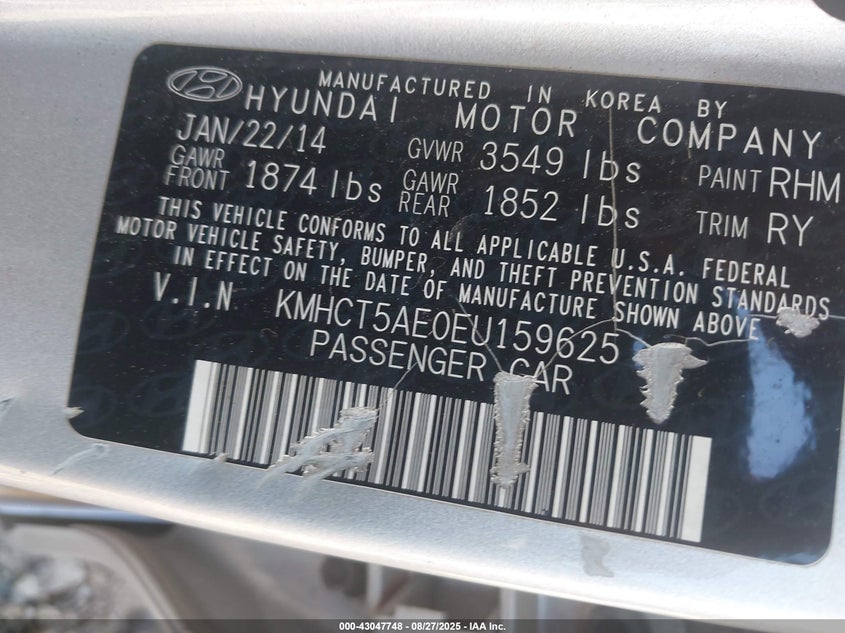 MANUFACTURED IN KOREA BY
HYUNDAI MOTOR COMPANY
JAN/22/14 GVWR 3549 lbs PAINT RHM
GAWR FRONT 1874 lbs GAWR REAR 1852 lbs TRIM RY
THIS VEHICLE CONFORMS TO ALL APPLICABLE U.S.A. FEDERAL
MOTOR VEHICLE SAFETY, BUMPER, AND THEFT PREVENTION STANDARDS
IN EFFECT ON THE DATE OF MANUFACTURE SHOWN ABOVE
V.I.N KMHCT5AE0EU159625
PASSENGER CAR
000-43047748 - 08/27/2025 - IAA Inc.